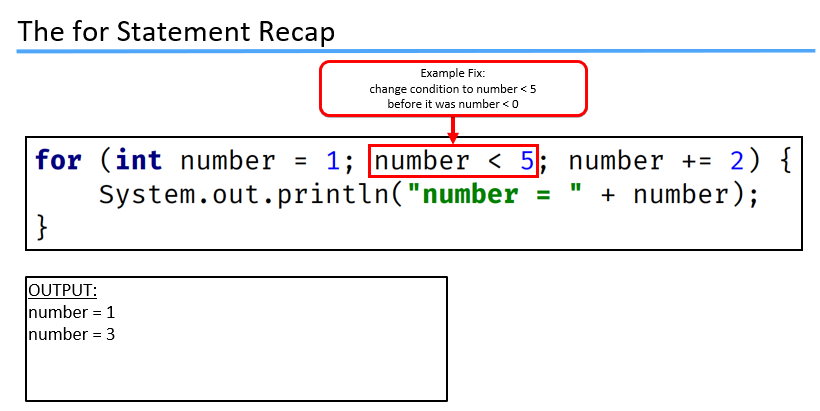 The for Statement Recap
Example Fix:
change condition to number < 5
before it was number < 0
for (int number = 1; number < 5; number += 2) {
    System.out.println("number = " + number);
}
OUTPUT:
number = 1
number = 3